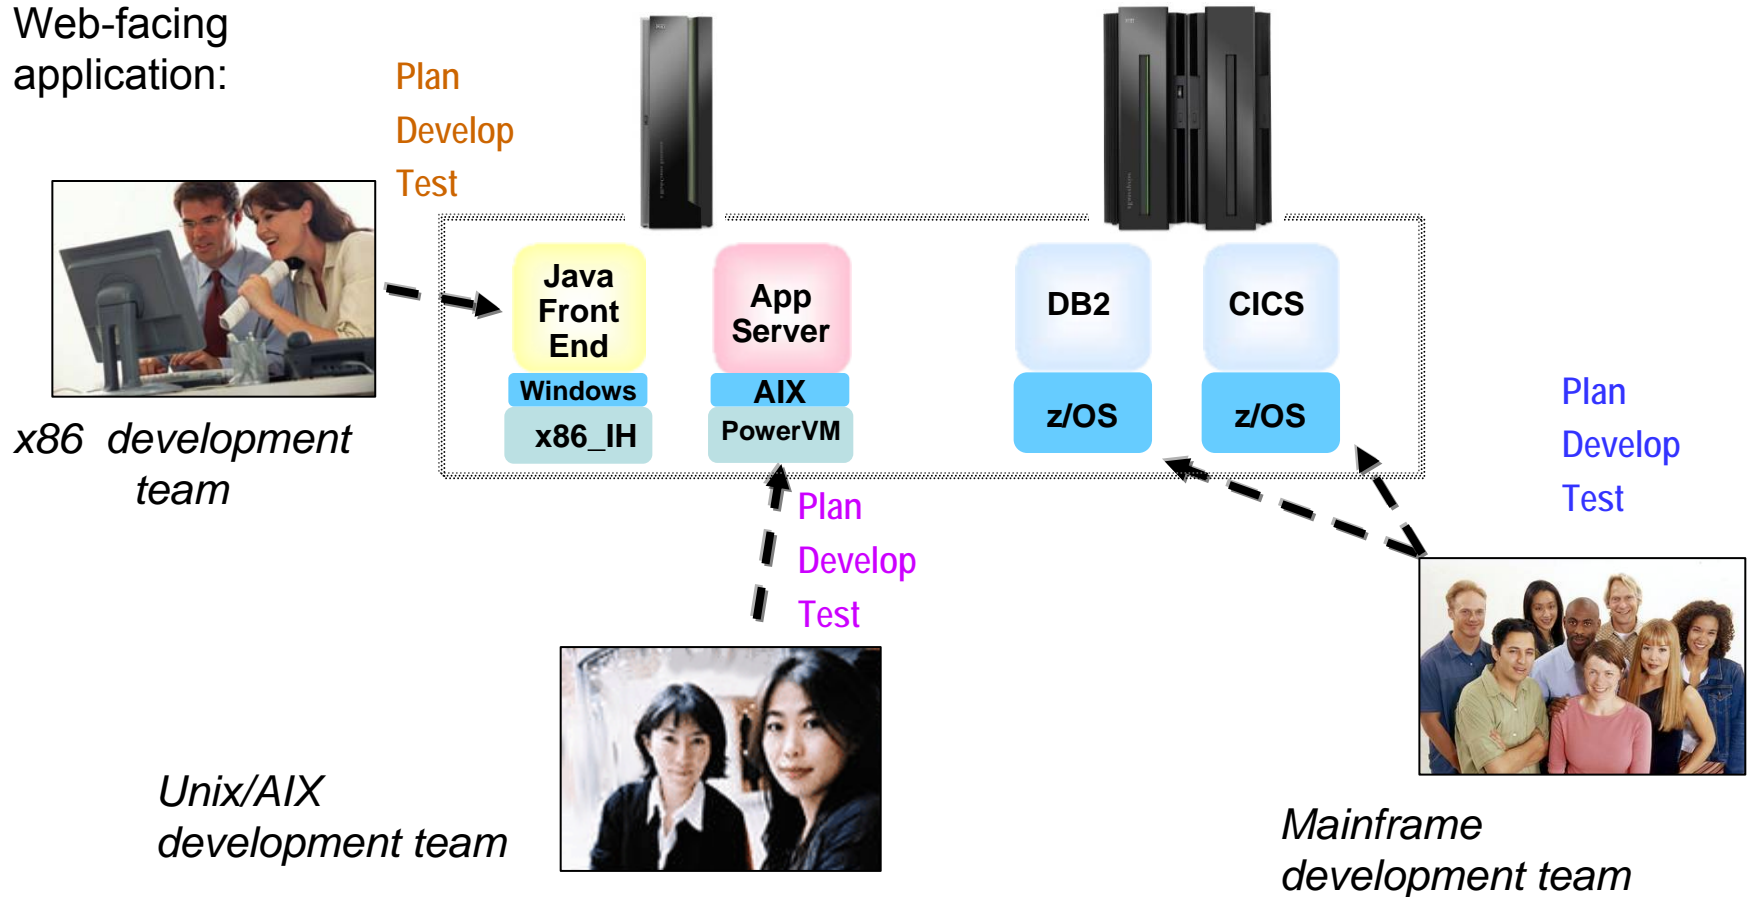 Web-facing
application:
Plan
Develop
Test
Java
Front
End
Windows
x86_IH
App
Server
AIX
PowerVM
DB2
z/OS
CICS
z/OS
x86 development
team
Plan
Develop
Test
Plan
Develop
Test
Unix/AIX
development team
Mainframe
development team